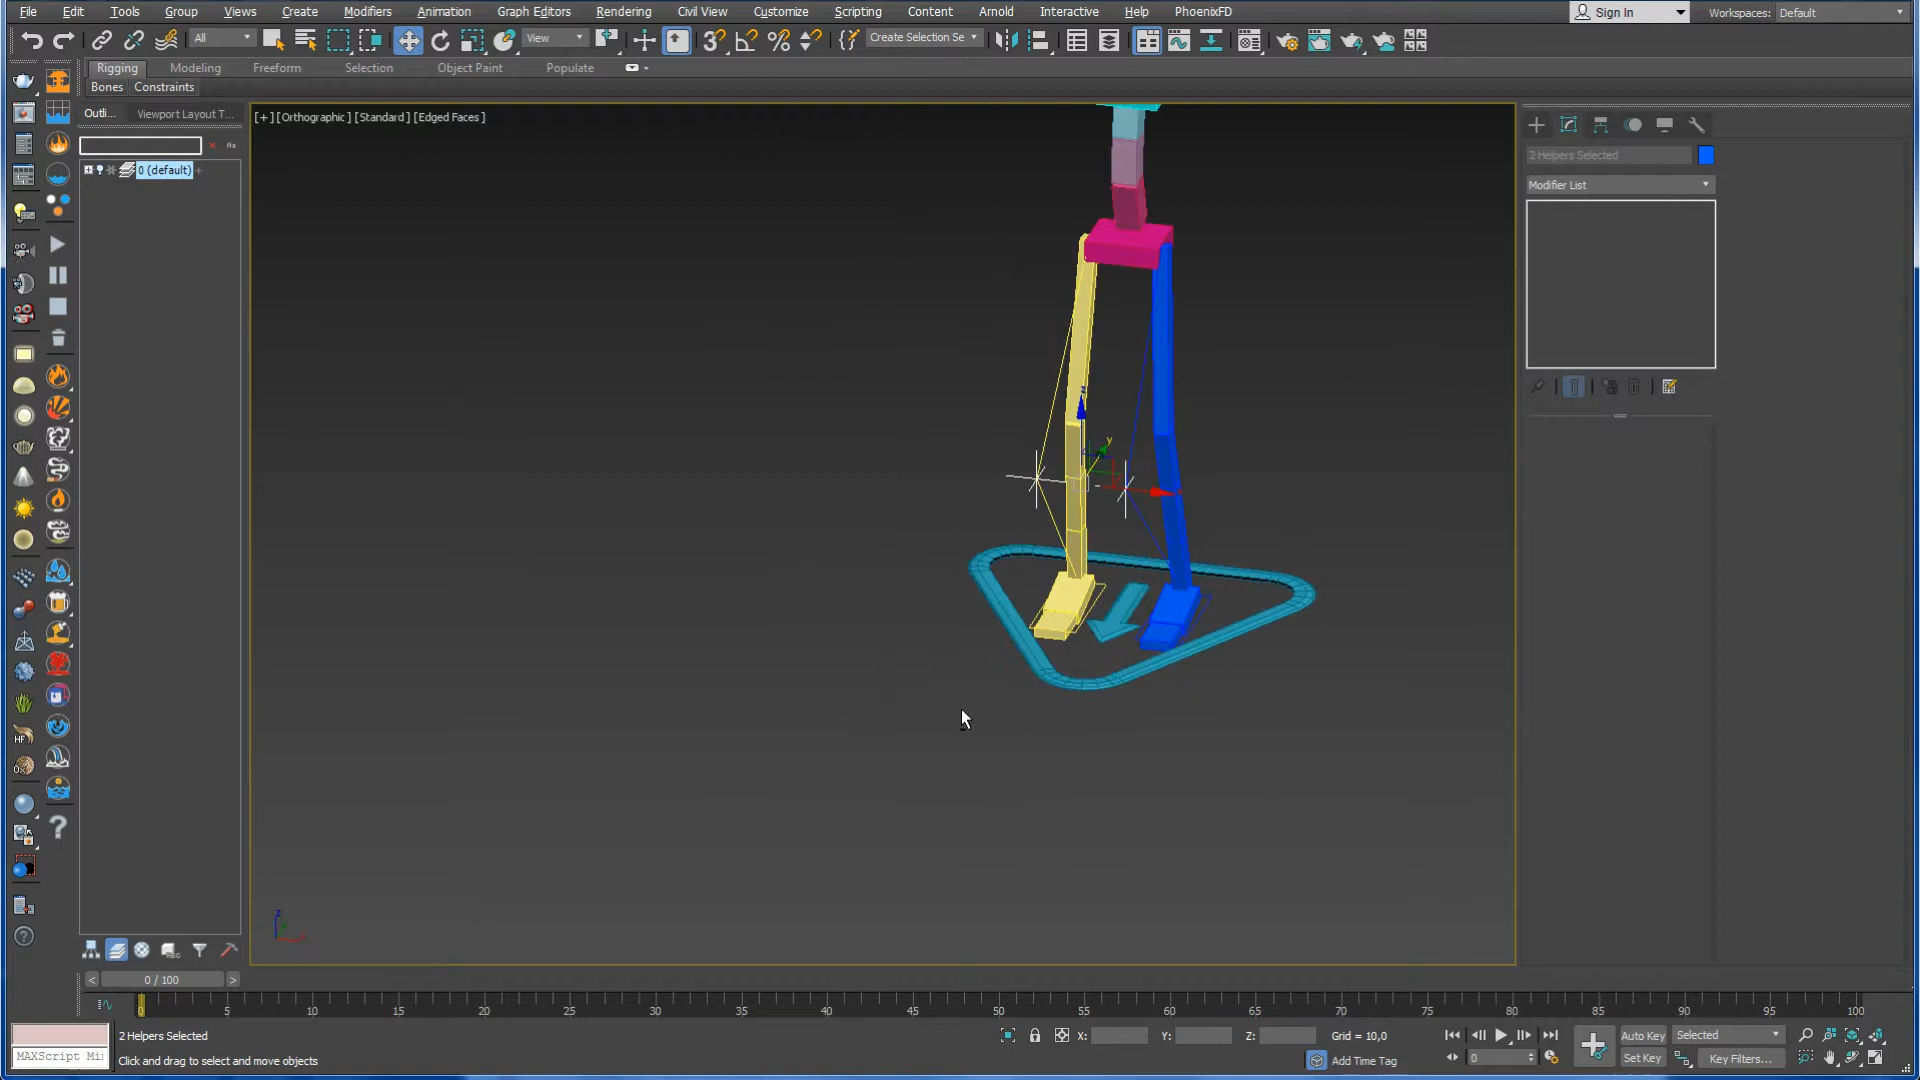 File Edit Tools Group Views Create Modifiers Animation Graph Editors Rendering Civil View Customize Scripting Content Arnold Interactive Help PhoenixFD Sign In Workspaces: Default
All View Create Selection Se
Rigging Modeling Freeform Selection Object Paint Populate
Bones Constraints
Outli... Viewport Layout T...
[+] [Orthographic ] [Standard ] [Edged Faces ]
2 Helpers Selected
0 (default)
Modifier List
z
y
HF
z
0 / 100
0 5 10 15 20 25 30 35 40 45 50 55 60 65 70 75 80 85 90 95 100
2 Helpers Selected X: Y: Z: Grid = 10,0 Auto Key Selected
MAXScript Mi: Click and drag to select and move objects Add Time Tag 0 Set Key Key Filters...